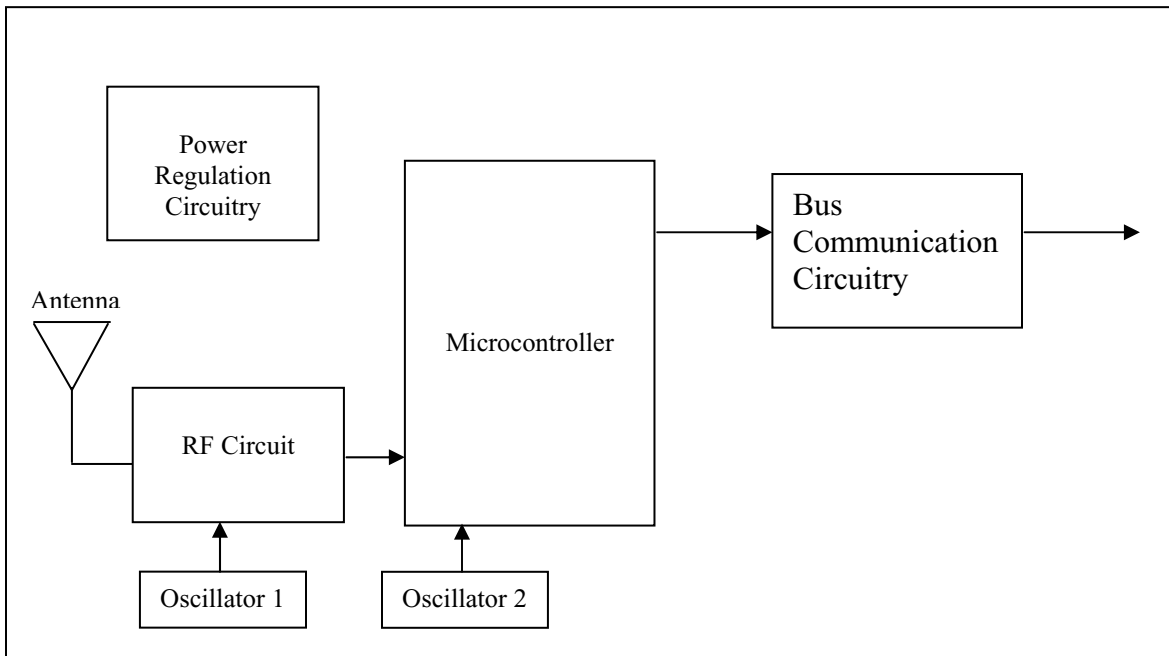 Power
Regulation
Circuitry
Bus
Communication
Circuitry
Antenna
Microcontroller
RF Circuit
Oscillator 1
Oscillator 2